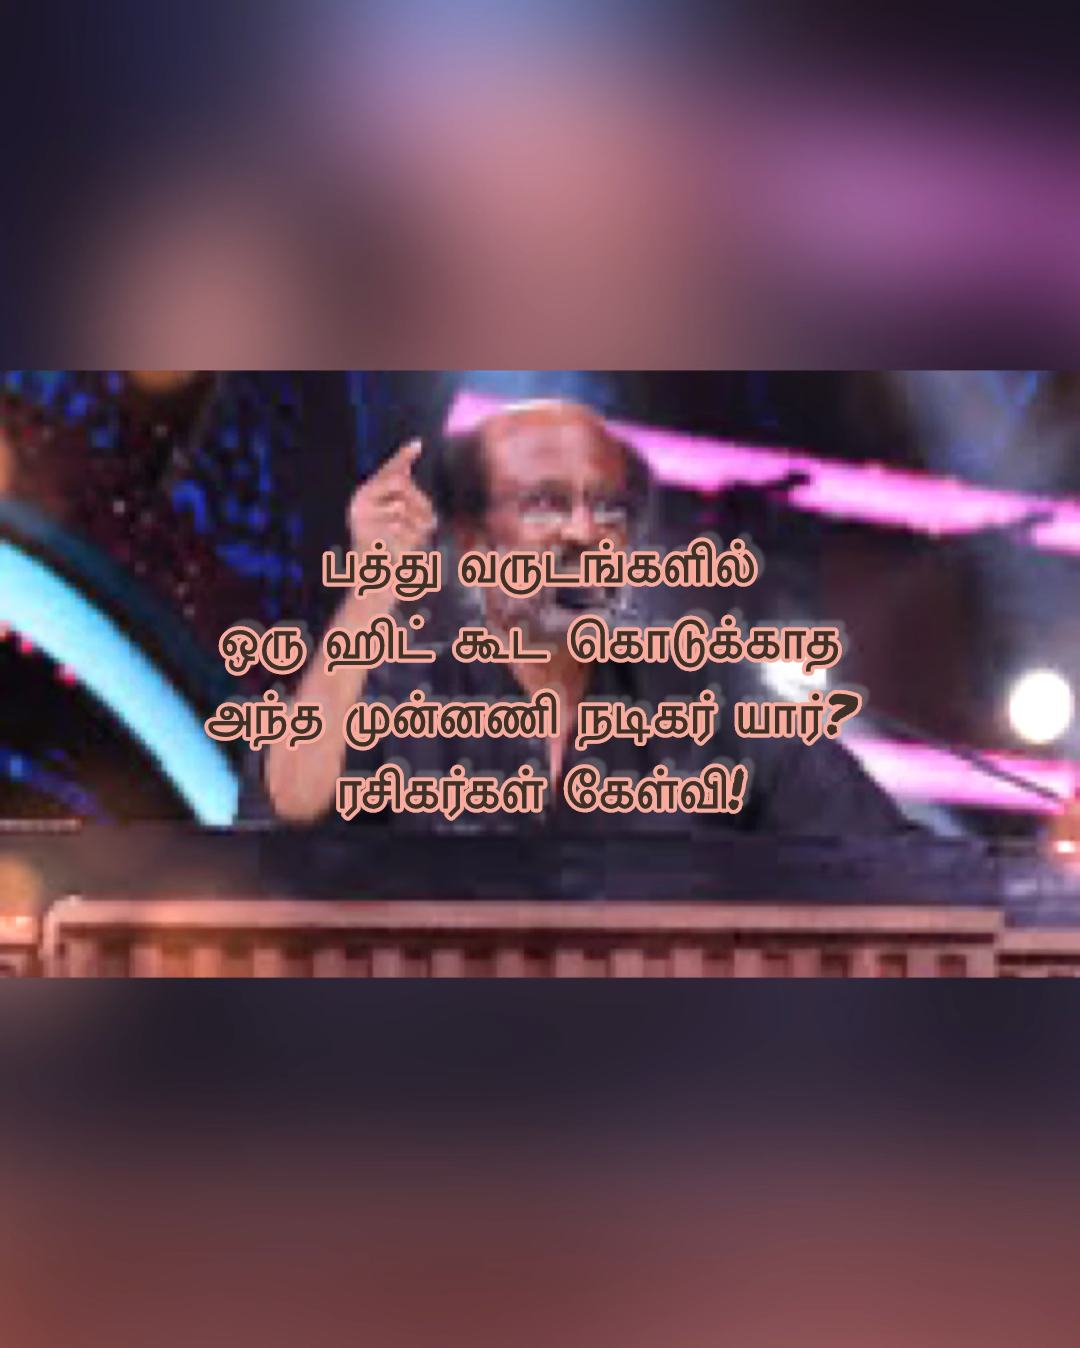 பத்து வருடங்களில்
ஒரு ஹிட் கூட கொடுக்காத
அந்த முன்னணி நடிகர் யார்?
ரசிகர்கள் கேள்வி!